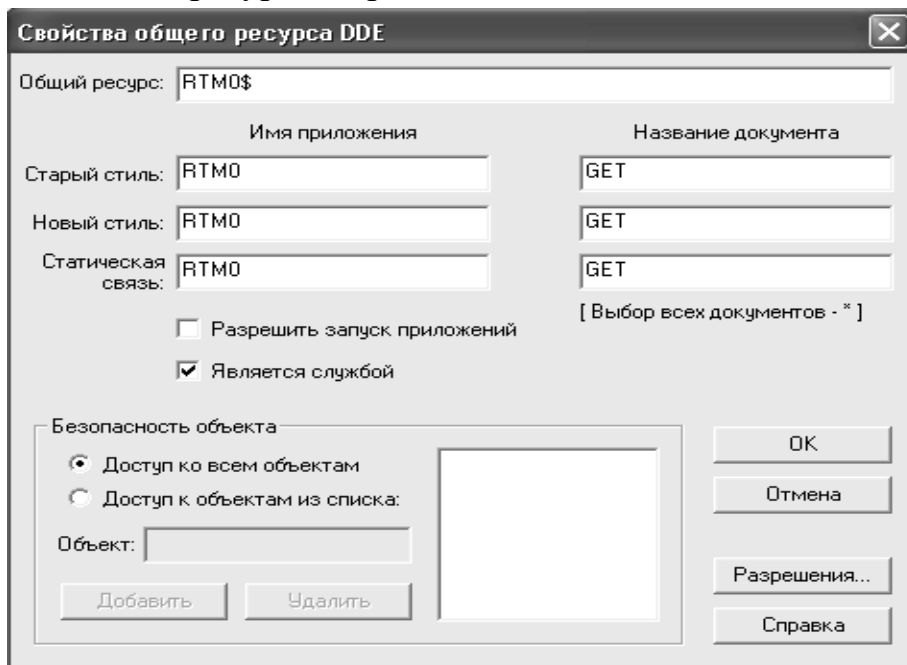 Свойства общего ресурса DDE
Общий ресурс: RTM0$
Имя приложения Название документа
Старый стиль: RTM0 GET
Новый стиль: RTM0 GET
Статическая связь: RTM0 GET
[ Выбор всех документов - * ]
Разрешить запуск приложений
Является службой
Безопасность объекта
Доступ ко всем объектам
Доступ к объектам из списка:
Объект:
Добавить Удалить
OK
Отмена
Разрешения...
Справка